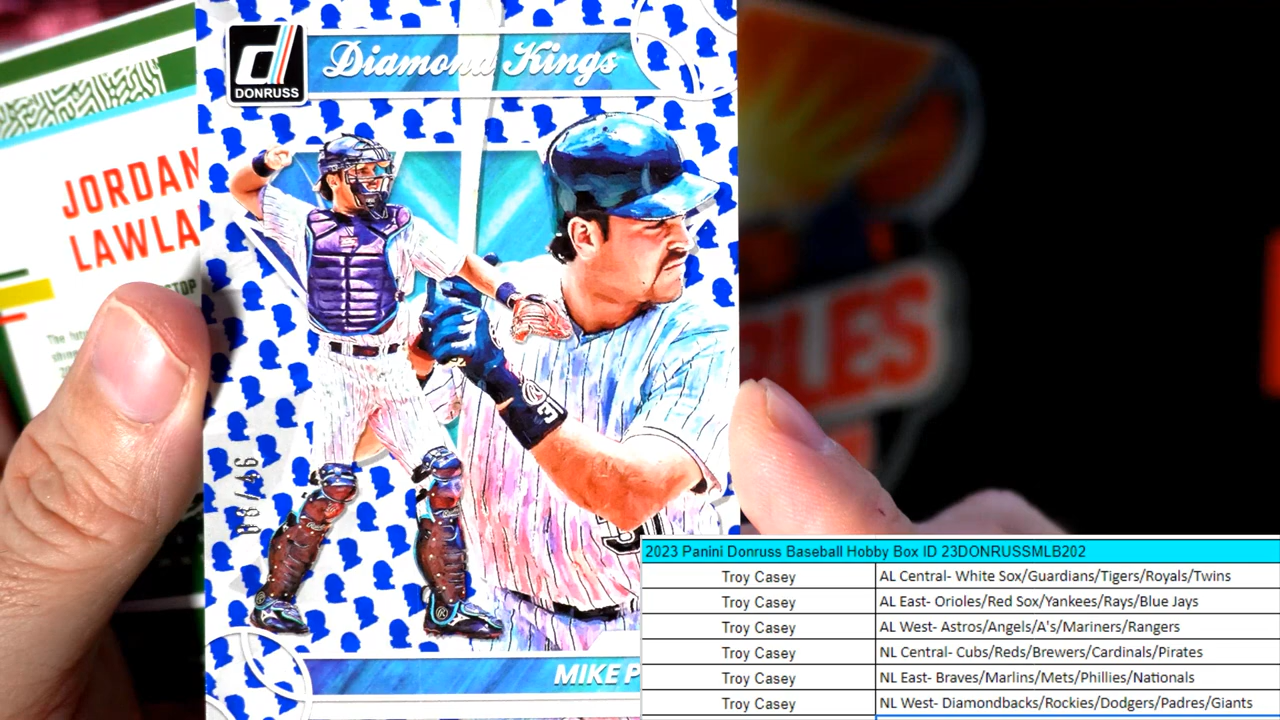 DONRUSS
Diamond Kings
JORDAN
LAWLA
STOP
The
31
MIKE P
2023 Panini Donruss Baseball Hobby Box ID 23DONRUSSMLB202
Troy Casey AL Central- White Sox/Guardians/Tigers/Royals/Twins
Troy Casey AL East- Orioles/Red Sox/Yankees/Rays/Blue Jays
Troy Casey AL West- Astros/Angels/A's/Mariners/Rangers
Troy Casey NL Central- Cubs/Reds/Brewers/Cardinals/Pirates
Troy Casey NL East- Braves/Marlins/Mets/Phillies/Nationals
Troy Casey NL West- Diamondbacks/Rockies/Dodgers/Padres/Giants